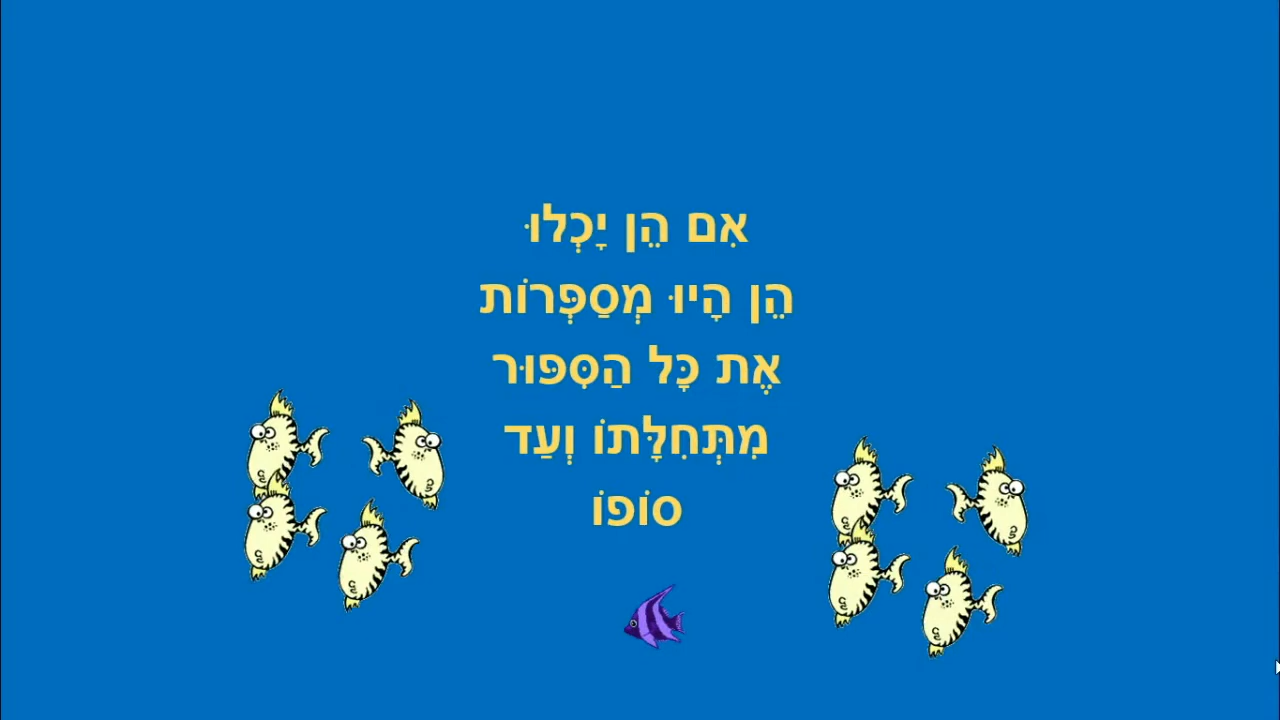 אִם הֵן יָכְלוּ
הֵן הָיוּ מְסַפְּרוֹת
אֶת כָּל הַסִּפּוּר
מִתְּחִלָּתוֹ וְעַד
סוֹפוֹ